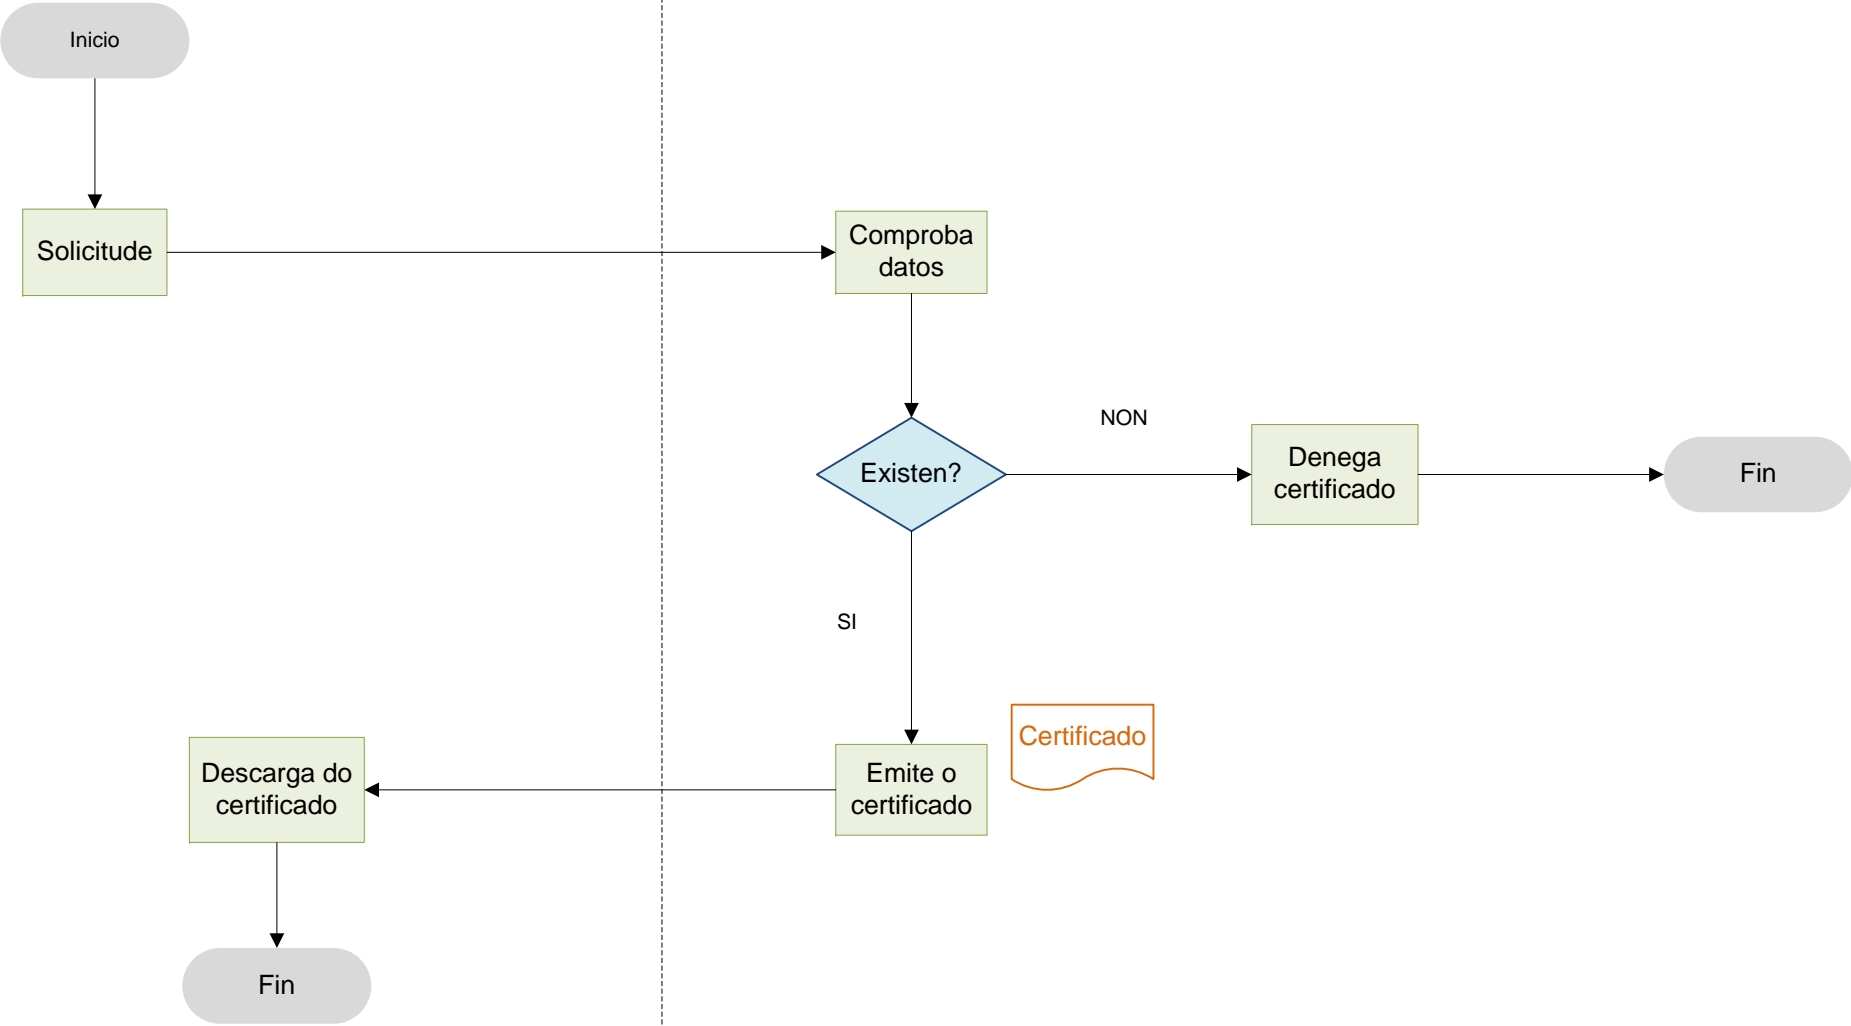 Inicio
Solicitude
Comproba
datos
NON
Existen?
Denega
certificado
Fin
SI
Certificado
Descarga do
certificado
Emite o
certificado
Fin